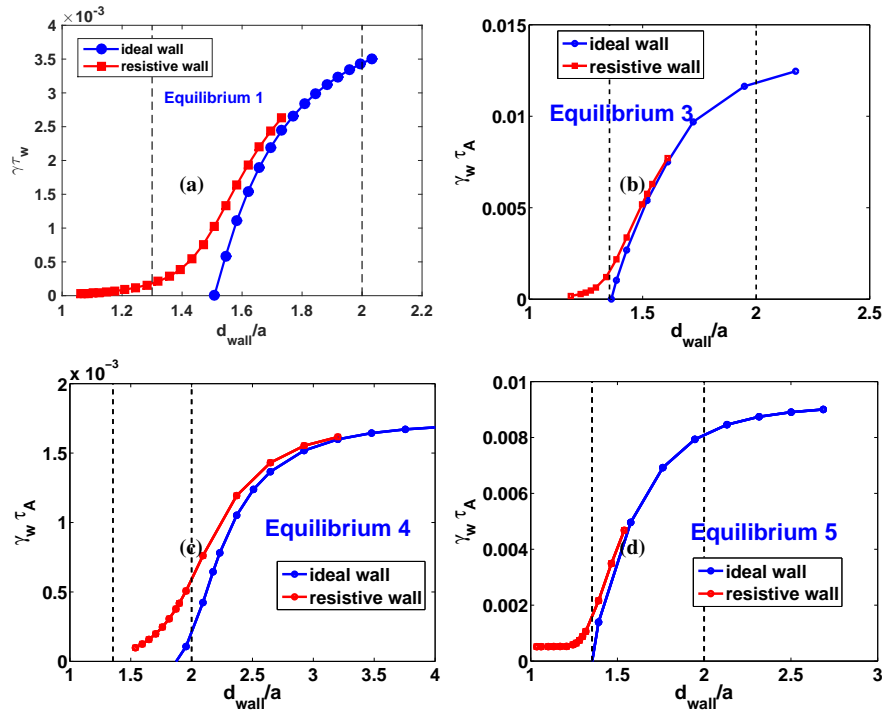 × 10⁻³
4
3.5
3
2.5
2
1.5
1
0.5
0
γτ_w
ideal wall
resistive wall
Equilibrium 1
(a)
1 1.2 1.4 1.6 1.8 2 2.2
d_wall/a
0.015
0.01
0.005
0
γ_w τ_A
ideal wall
resistive wall
Equilibrium 3
(b)
1 1.5 2 2.5
d_wall/a
x 10⁻³
2
1.5
1
0.5
0
γ_w τ_A
(c)
Equilibrium 4
ideal wall
resistive wall
1 1.5 2 2.5 3 3.5 4
d_wall/a
0.01
0.008
0.006
0.004
0.002
0
γ_w τ_A
(d)
Equilibrium 5
ideal wall
resistive wall
1 1.5 2 2.5 3
d_wall/a